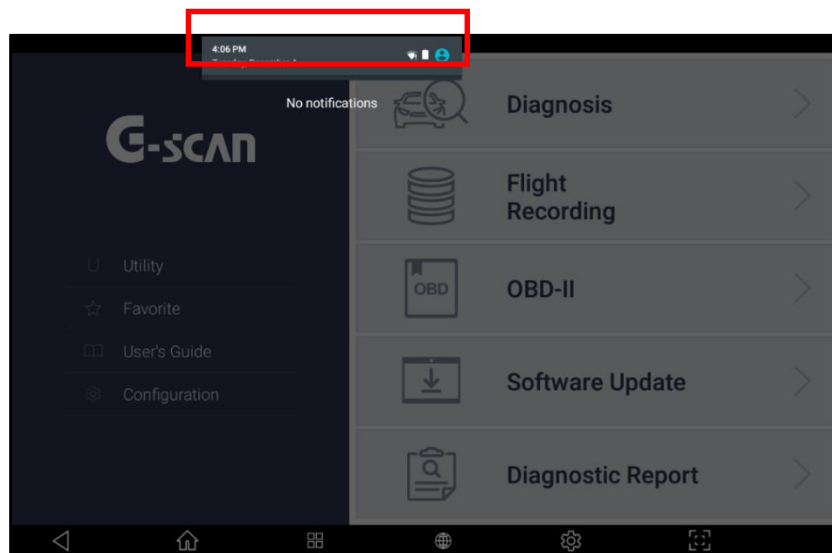 4:06 PM
No notifications
G-scan
Utility
Favorite
User's Guide
Configuration
Diagnosis
Flight
Recording
OBD
OBD-II
Software Update
Diagnostic Report